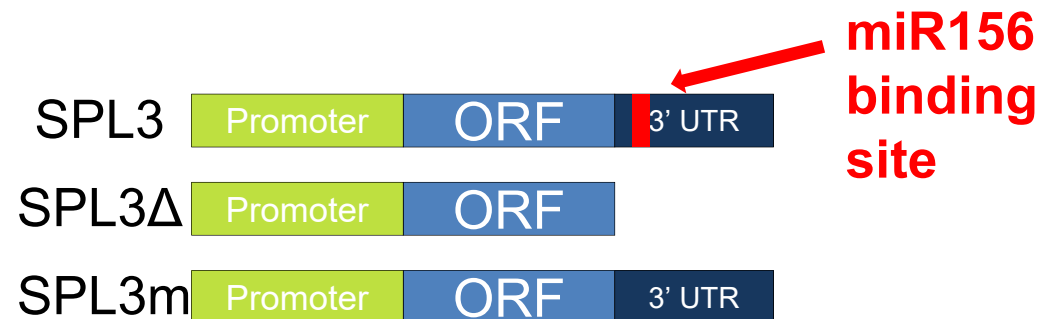 miR156
binding
site
SPL3 Promoter ORF 3’ UTR
SPL3Δ Promoter ORF
SPL3m Promoter ORF 3’ UTR